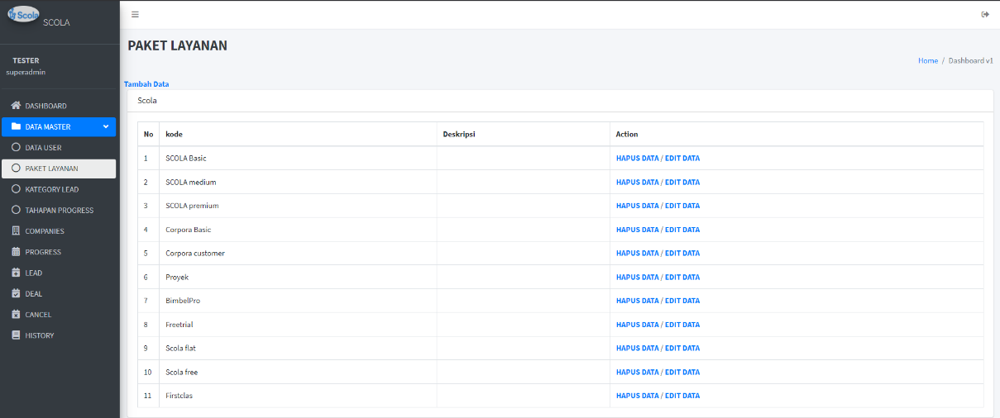 Scola SCOLA
TESTER
superadmin
DASHBOARD
DATA MASTER
DATA USER
PAKET LAYANAN
KATEGORY LEAD
TAHAPAN PROGRESS
COMPANIES
PROGRESS
LEAD
DEAL
CANCEL
HISTORY
PAKET LAYANAN
Home / Dashboard v1
Tambah Data
Scola
No kode Deskripsi Action
1 SCOLA Basic HAPUS DATA / EDIT DATA
2 SCOLA medium HAPUS DATA / EDIT DATA
3 SCOLA premium HAPUS DATA / EDIT DATA
4 Corpora Basic HAPUS DATA / EDIT DATA
5 Corpora customer HAPUS DATA / EDIT DATA
6 Proyek HAPUS DATA / EDIT DATA
7 BimbelPro HAPUS DATA / EDIT DATA
8 Freetrial HAPUS DATA / EDIT DATA
9 Scola flat HAPUS DATA / EDIT DATA
10 Scola free HAPUS DATA / EDIT DATA
11 Firstclas HAPUS DATA / EDIT DATA